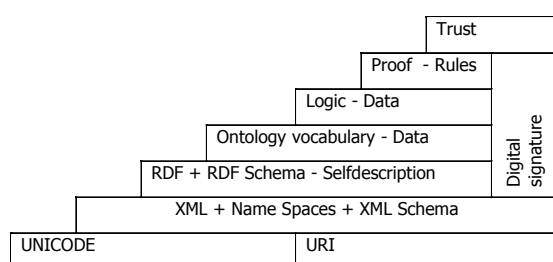 Trust
Proof - Rules
Logic - Data
Ontology vocabulary - Data
RDF + RDF Schema - Selfdescription
Digital
signature
XML + Name Spaces + XML Schema
UNICODE
URI